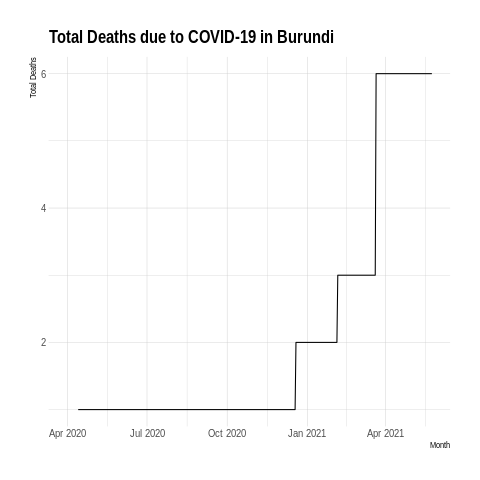 Total Deaths due to COVID-19 in Burundi
Total Deaths
6
4
2
Apr 2020 Jul 2020 Oct 2020 Jan 2021 Apr 2021
Month